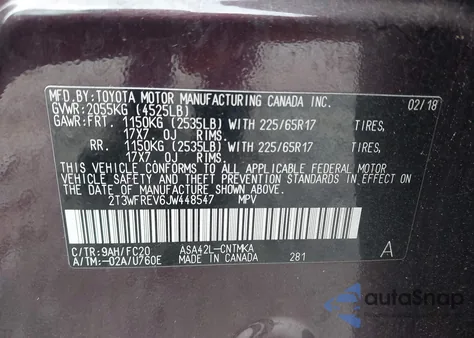 MFD.BY:TOYOTA MOTOR MANUFACTURING CANADA INC. 02/18
GVWR:2055KG (4525LB)
GAWR:FRT. 1150KG (2535LB) WITH 225/65R17 TIRES,
17X7. OJ RIMS.
RR. 1150KG (2535LB) WITH 225/65R17 TIRES,
17X7. OJ RIMS.
THIS VEHICLE CONFORMS TO ALL APPLICABLE FEDERAL MOTOR
VEHICLE SAFETY AND THEFT PREVENTION STANDARDS IN EFFECT
ON THE DATE OF MANUFACTURE SHOWN ABOVE.
2T3WFREV6JW448547 MPV
C/TR:9AH/FC20 ASA42L-CNTMKA A
A/TM:-02A/U760E MADE IN CANADA 281
autoSnap